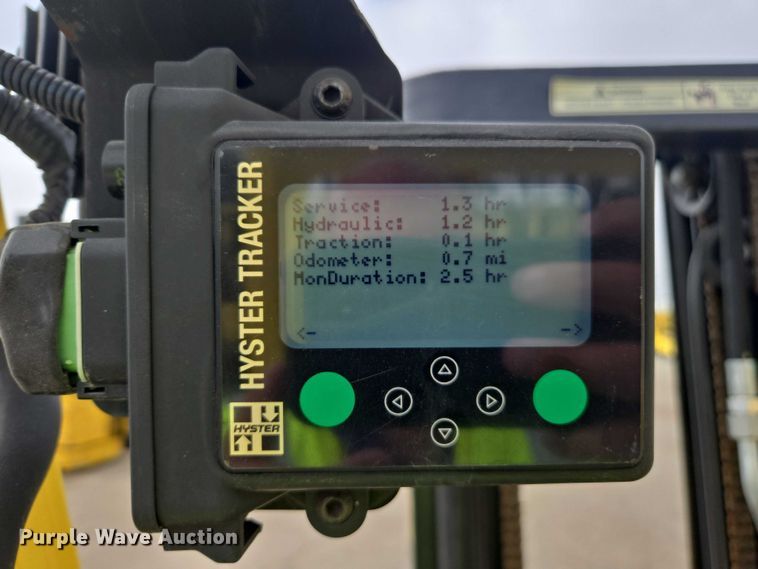 HYSTER TRACKER
Service: 1.3 hr
Hydraulic: 1.2 hr
Traction: 0.1 hr
Odometer: 0.7 mi
MonDuration: 2.5 hr
<- ->
HYSTER
Purple Wave Auction